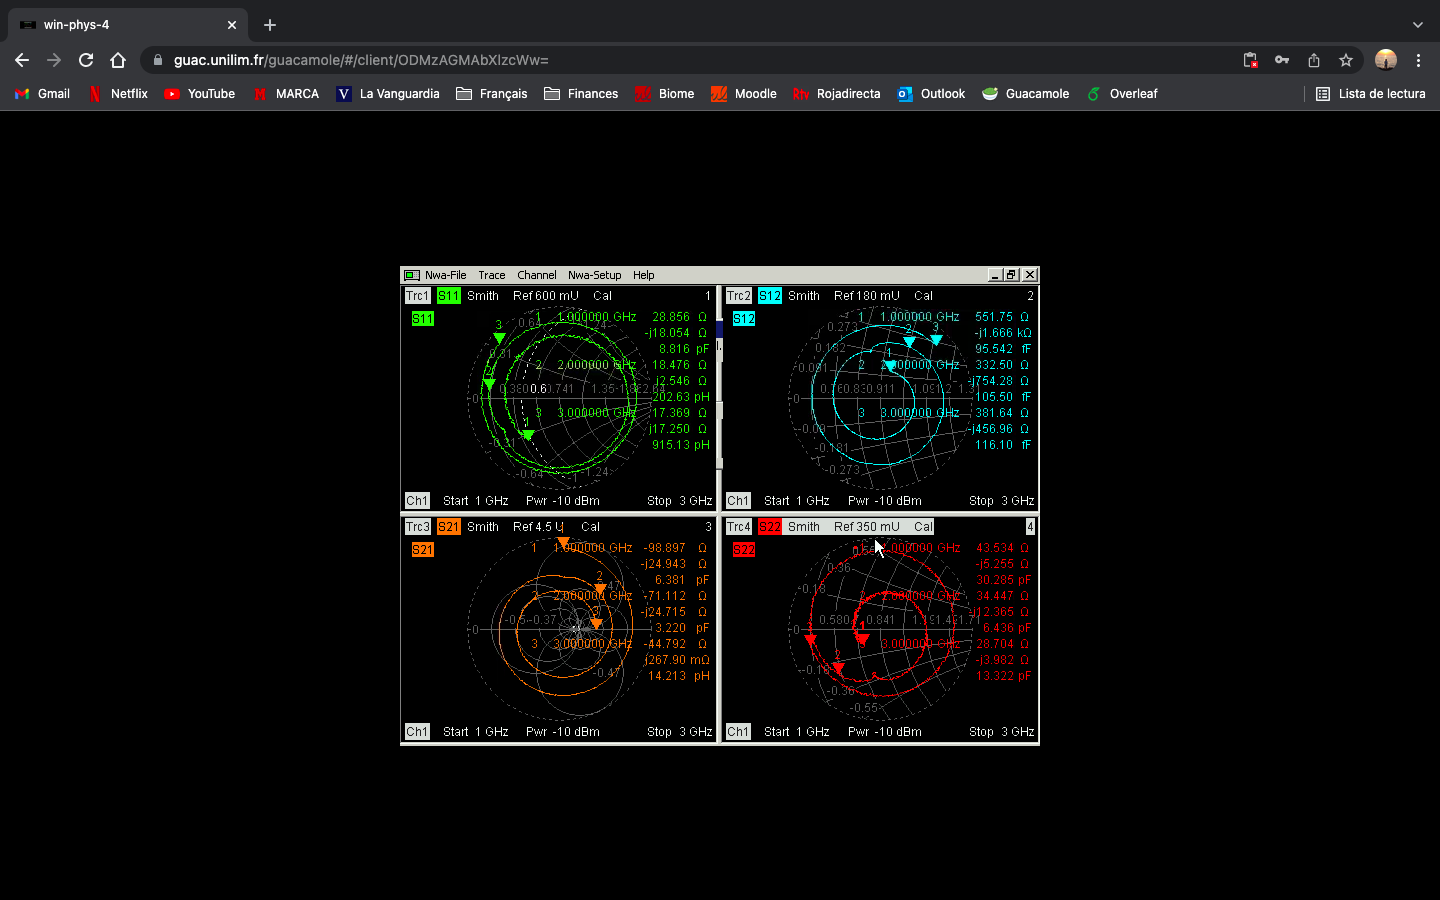 win-phys-4
guac.unilim.fr/guacamole/#/client/ODMzAGMAbXlzcWw=
Gmail Netflix YouTube MARCA La Vanguardia Français Finances Biome Moodle Rojadirecta Outlook Guacamole Overleaf Lista de lectura
Nwa-File Trace Channel Nwa-Setup Help
Trc1 S11 Smith Ref 600 mU Cal 1
S11
1 1.000000 GHz 28.856 Ω
-j18.054 Ω
8.816 pF
2 2.000000 GHz 18.476 Ω
j2.546 Ω
202.63 pH
3 3.000000 GHz 17.369 Ω
j17.250 Ω
915.13 pH
Ch1 Start 1 GHz Pwr -10 dBm Stop 3 GHz
Trc2 S12 Smith Ref 180 mU Cal 2
S12
1 1.000000 GHz 551.75 Ω
-j1.666 kΩ
95.542 fF
2 2.000000 GHz 332.50 Ω
-j754.28 Ω
105.50 fF
3 3.000000 GHz 381.64 Ω
-j456.96 Ω
116.10 fF
Ch1 Start 1 GHz Pwr -10 dBm Stop 3 GHz
Trc3 S21 Smith Ref 4.5 U Cal 3
S21
1 1.000000 GHz -98.897 Ω
-j24.943 Ω
6.381 pF
2 2.000000 GHz -71.112 Ω
-j24.715 Ω
3.220 pF
3 3.000000 GHz -44.792 Ω
j267.90 mΩ
14.213 pH
Ch1 Start 1 GHz Pwr -10 dBm Stop 3 GHz
Trc4 S22 Smith Ref 350 mU Cal 4
S22
1 1.000000 GHz 43.534 Ω
-j5.255 Ω
30.285 pF
2 2.000000 GHz 34.447 Ω
-j12.365 Ω
6.436 pF
3 3.000000 GHz 28.704 Ω
-j3.982 Ω
13.322 pF
Ch1 Start 1 GHz Pwr -10 dBm Stop 3 GHz